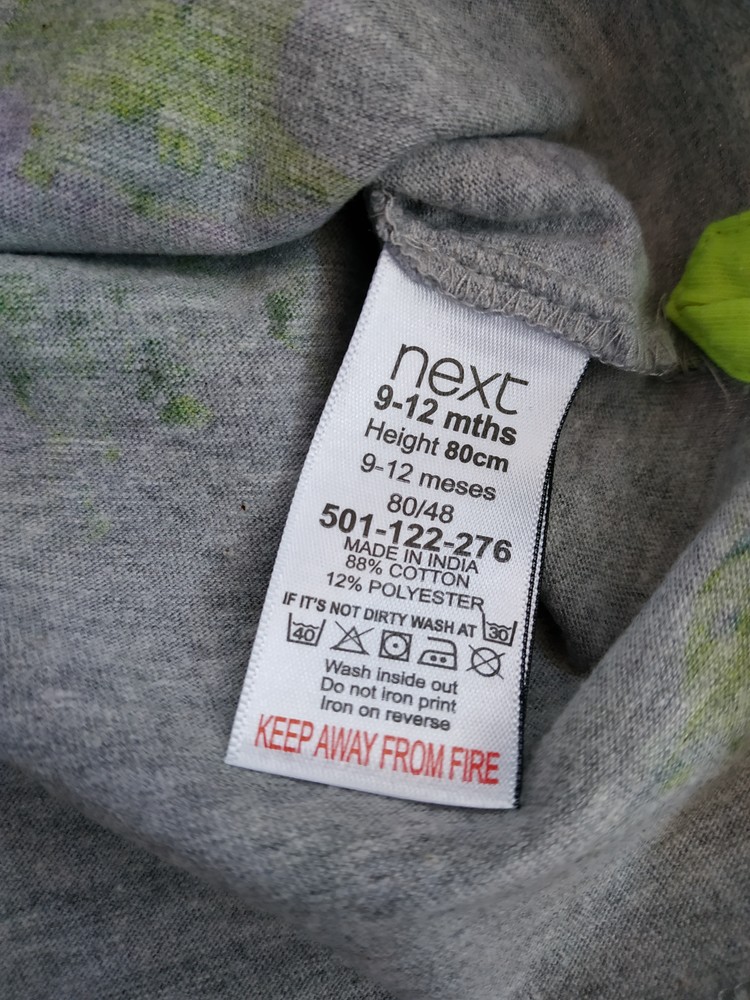 next
9-12 mths
Height 80cm
9-12 meses
80/48
501-122-276
MADE IN INDIA
88% COTTON
12% POLYESTER
IF IT'S NOT DIRTY WASH AT 30
40
Wash inside out
Do not iron print
Iron on reverse
KEEP AWAY FROM FIRE